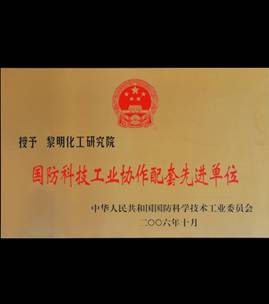 授予 黎明化工研究院
国防科技工业协作配套先进单位
中华人民共和国国防科学技术工业委员会
二〇〇六年十月